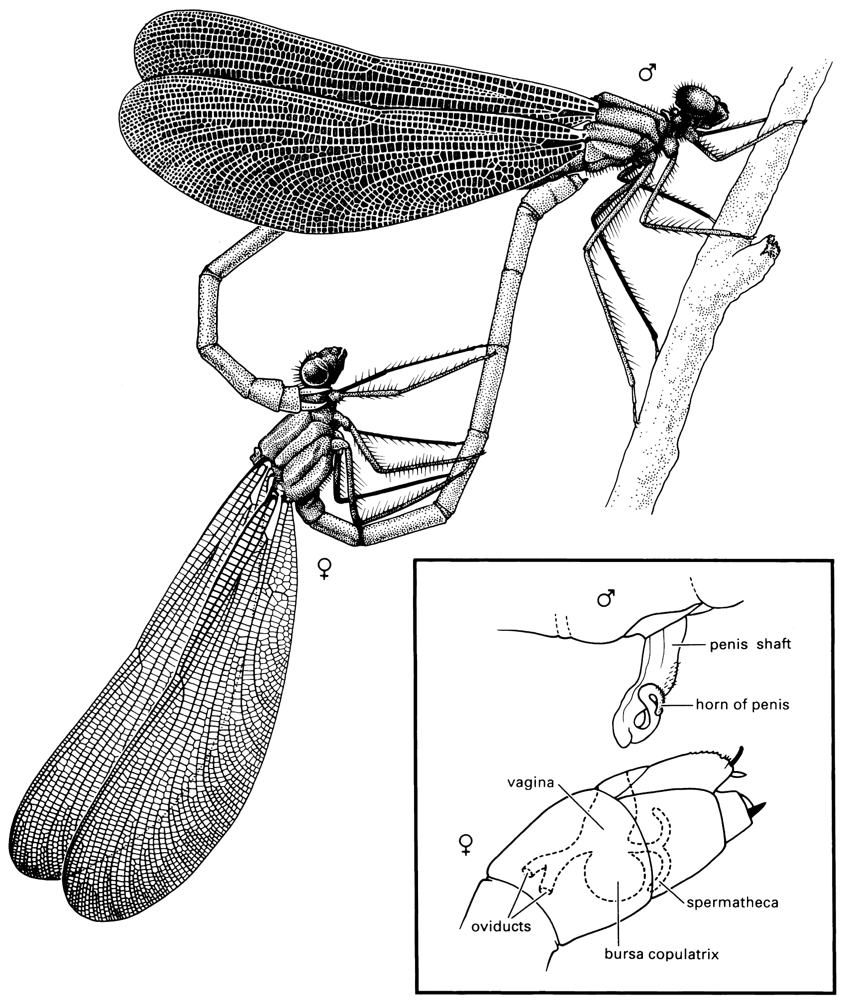 ♂
♀
♂
penis shaft
horn of penis
vagina
♀
spermatheca
oviducts
bursa copulatrix